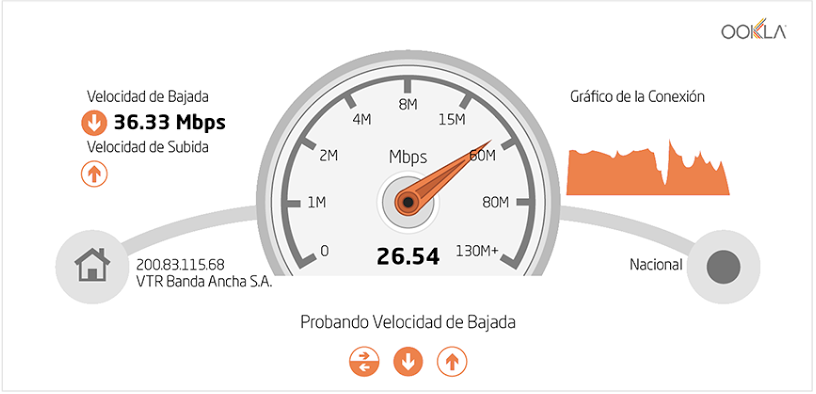 OOKLA
Velocidad de Bajada
36.33 Mbps
Velocidad de Subida
Gráfico de la Conexión
Mbps
0
1M
2M
4M
8M
15M
60M
80M
130M+
26.54
200.83.115.68
VTR Banda Ancha S.A.
Nacional
Probando Velocidad de Bajada